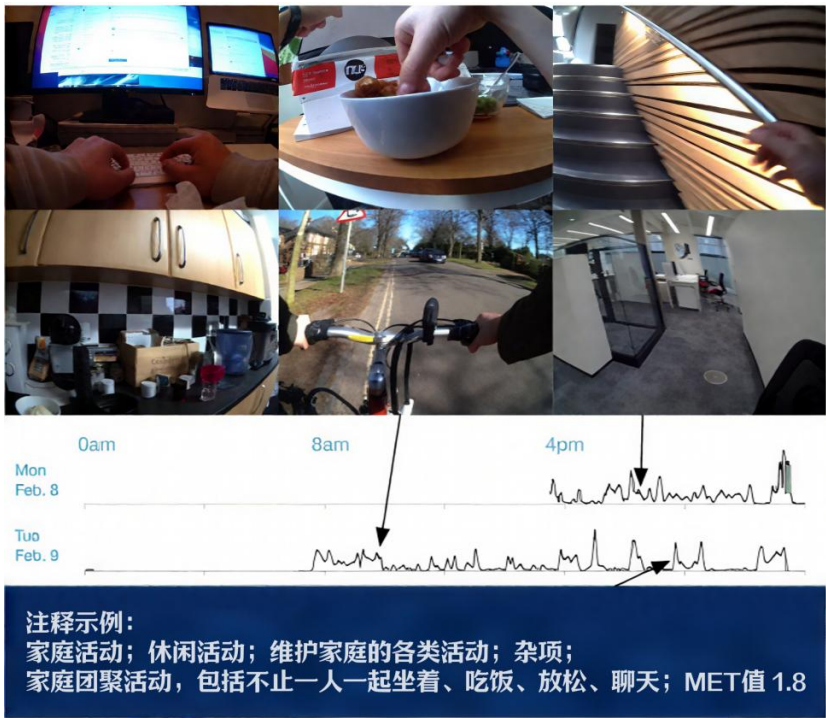 0am 8am 4pm
Mon
Feb. 8
Tuo
Feb. 9
注释示例：
家庭活动；休闲活动；维护家庭的各类活动；杂项；
家庭团聚活动，包括不止一人一起坐着、吃饭、放松、聊天；MET值 1.8